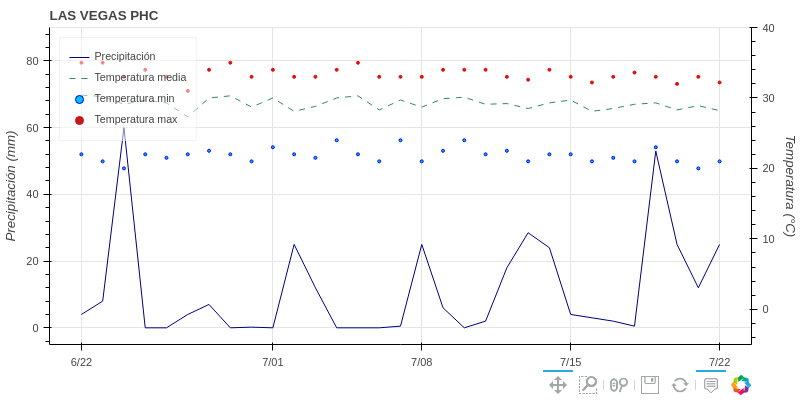 LAS VEGAS PHC
Precipitación (mm)
80
60
40
20
0
Precipitación
Temperatura media
Temperatura min
Temperatura max
40
30
20
10
0
Temperatura (°C)
6/22
7/01
7/08
7/15
7/22